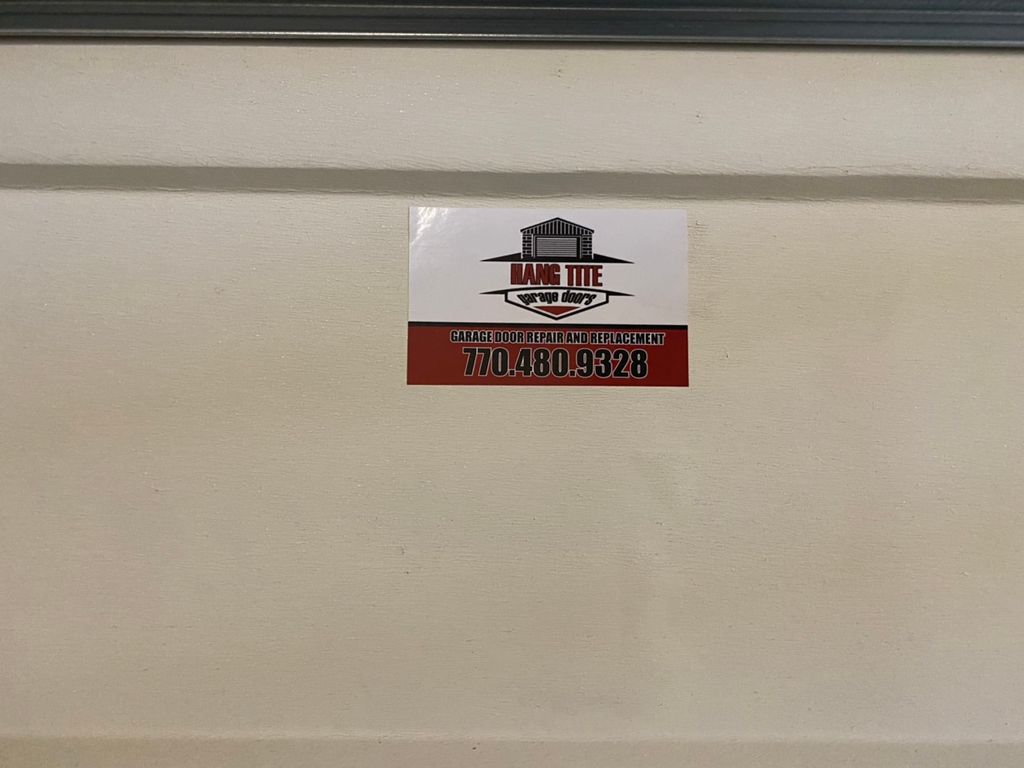 HANG TITE
garage doors
GARAGE DOOR REPAIR AND REPLACEMENT
770.480.9328